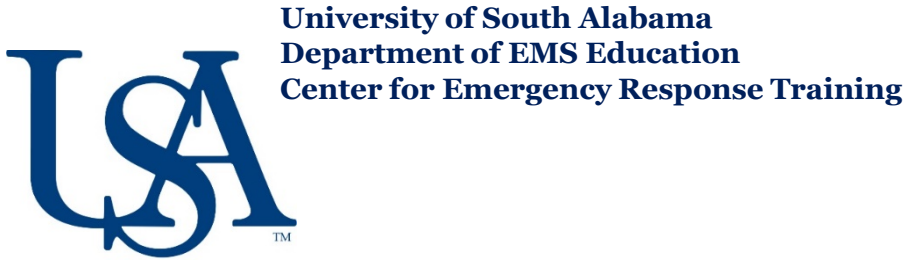 University of South Alabama
Department of EMS Education
Center for Emergency Response Training
USA
TM